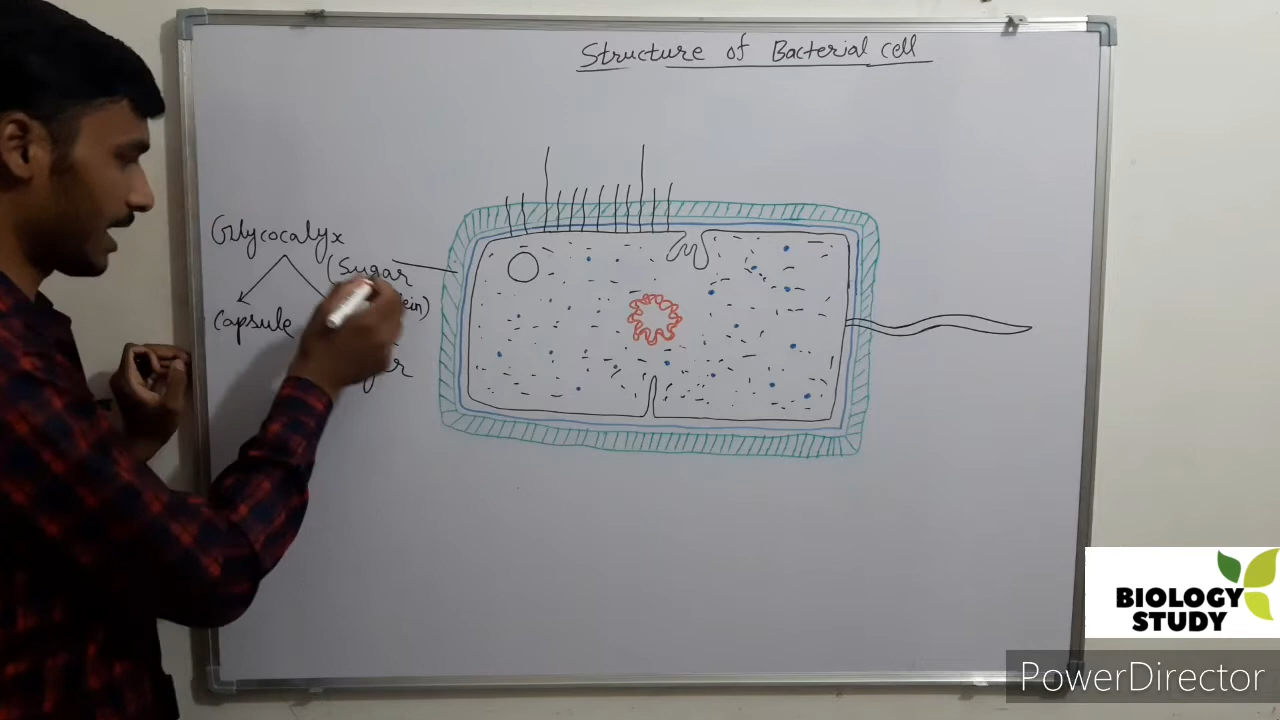 Structure of Bacterial cell
Glycocalyx
(Sugar
Capsule
BIOLOGY
STUDY
PowerDirector